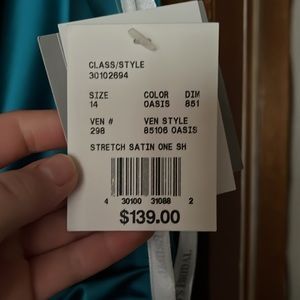 CLASS/STYLE
30102694
SIZE COLOR DIM
14 OASIS 851
VEN # VEN STYLE
298 85106 OASIS
STRETCH SATIN ONE SH
4 30100 31088 2
$139.00
BRIDAL